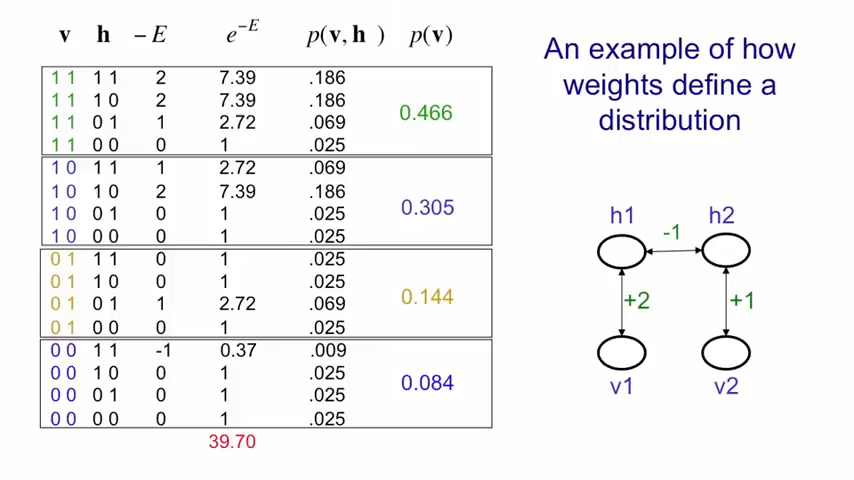 v h – E e^{-E} p(v, h ) p(v)
1 1 1 1 2 7.39 .186
1 1 1 0 2 7.39 .186
1 1 0 1 1 2.72 .069
1 1 0 0 0 1 .025
0.466
1 0 1 1 1 2.72 .069
1 0 1 0 2 7.39 .186
1 0 0 1 0 1 .025
1 0 0 0 0 1 .025
0.305
0 1 1 1 0 1 .025
0 1 1 0 0 1 .025
0 1 0 1 1 2.72 .069
0 1 0 0 0 1 .025
0.144
0 0 1 1 -1 0.37 .009
0 0 1 0 0 1 .025
0 0 0 1 0 1 .025
0 0 0 0 0 1 .025
0.084
39.70
An example of how
weights define a
distribution
h1 h2
-1
+2 +1
v1 v2